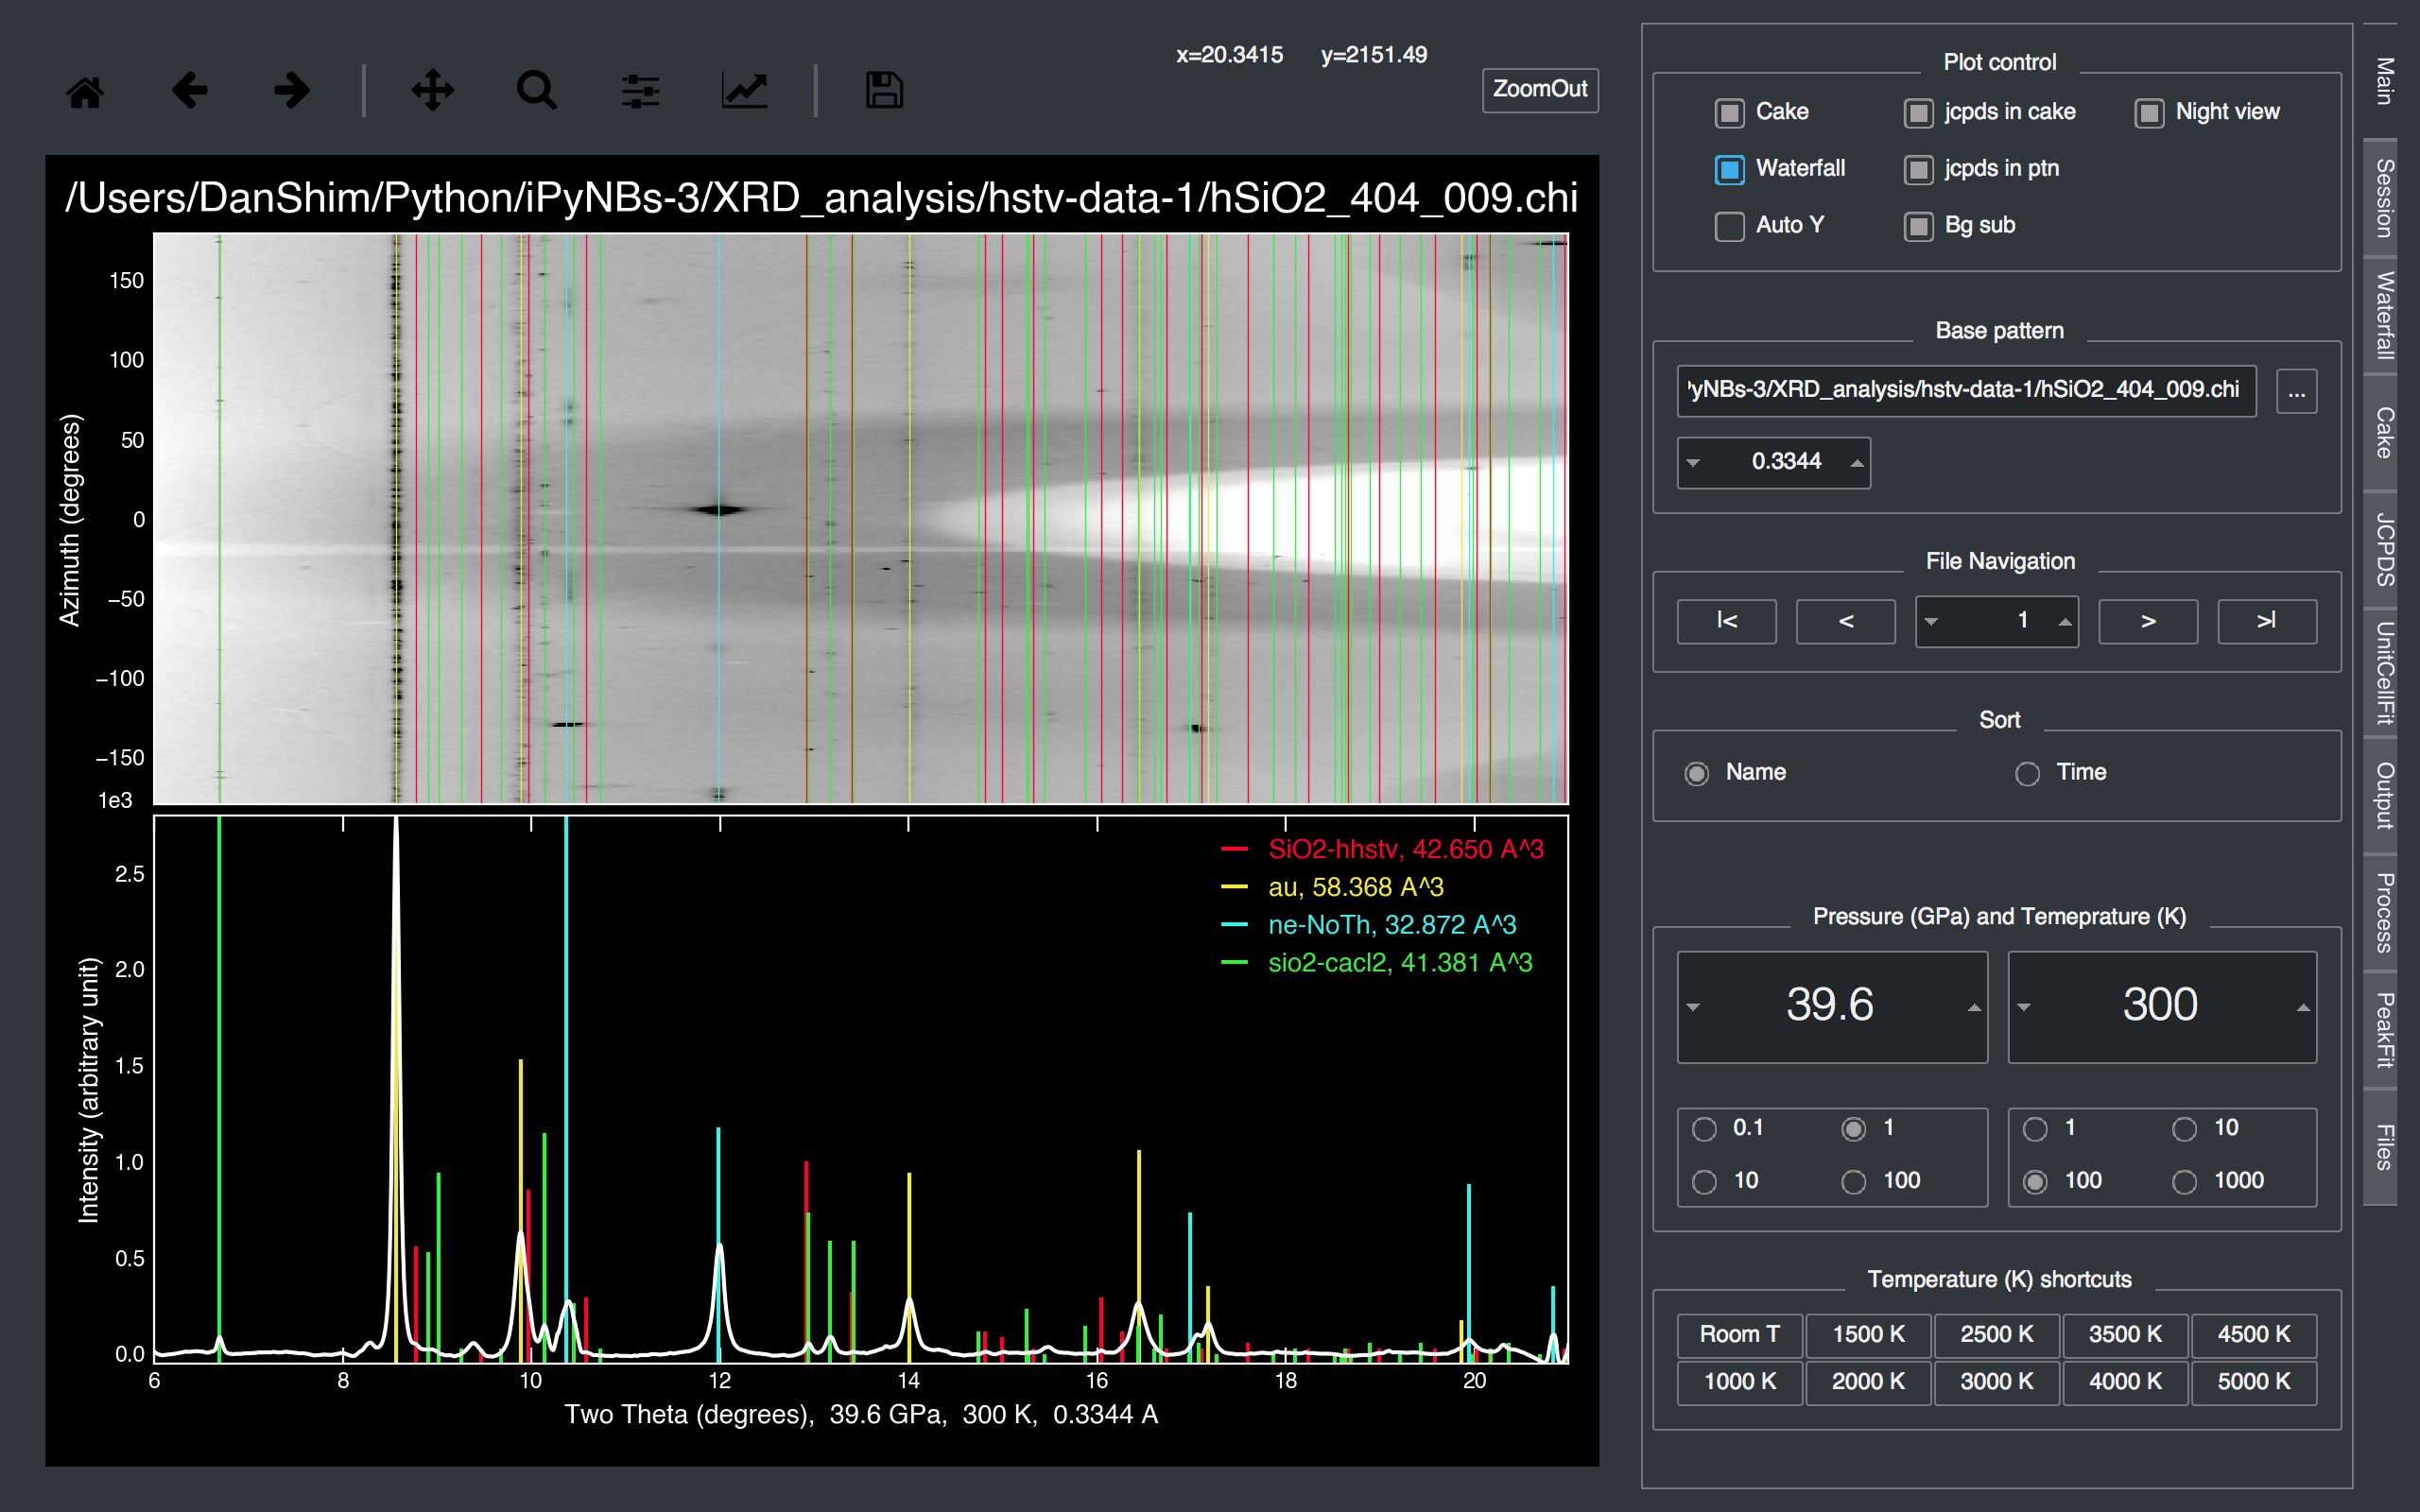 x=20.3415 y=2151.49
ZoomOut
/Users/DanShim/Python/iPyNBs-3/XRD_analysis/hstv-data-1/hSiO2_404_009.chi
Azimuth (degrees)
150
100
50
0
−50
−100
−150
1e3
Intensity (arbitrary unit)
2.5
2.0
1.5
1.0
0.5
0.0
SiO2-hhstv, 42.650 A^3
au, 58.368 A^3
ne-NoTh, 32.872 A^3
sio2-cacl2, 41.381 A^3
6 8 10 12 14 16 18 20
Two Theta (degrees), 39.6 GPa, 300 K, 0.3344 A
Plot control
Cake jcpds in cake Night view
Waterfall jcpds in ptn
Auto Y Bg sub
Base pattern
yNBs-3/XRD_analysis/hstv-data-1/hSiO2_404_009.chi ...
0.3344
File Navigation
|< < 1 > >|
Sort
Name Time
Pressure (GPa) and Temeprature (K)
39.6 300
0.1 1 1 10
10 100 100 1000
Temperature (K) shortcuts
Room T 1500 K 2500 K 3500 K 4500 K
1000 K 2000 K 3000 K 4000 K 5000 K
Main
Session
Waterfall
Cake
JCPDS
UnitCellFit
Output
Process
PeakFit
Files